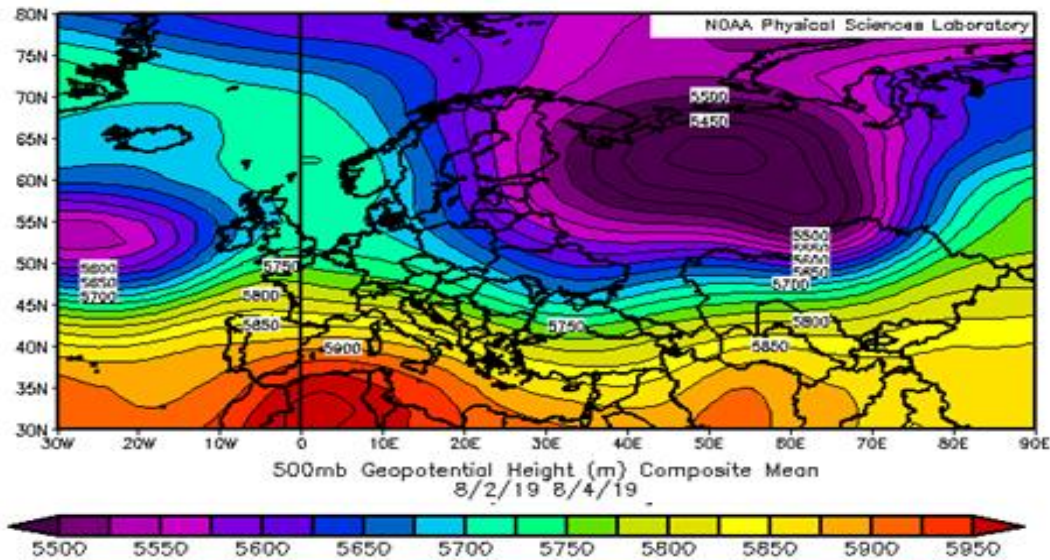 80N
NOAA Physical Sciences Laboratory
75N
70N
5500
65N
5450
60N
55N
5500
5550
50N
5600
5750
5600
5650
5650
5700
5700
45N
5800
5850
5750
5800
40N
5900
5850
35N
30N
30W 20W 10W 0 10E 20E 30E 40E 50E 60E 70E 80E 90E
500mb Geopotential Height (m) Composite Mean
8/2/19 8/4/19
5500 5550 5600 5650 5700 5750 5800 5850 5900 5950